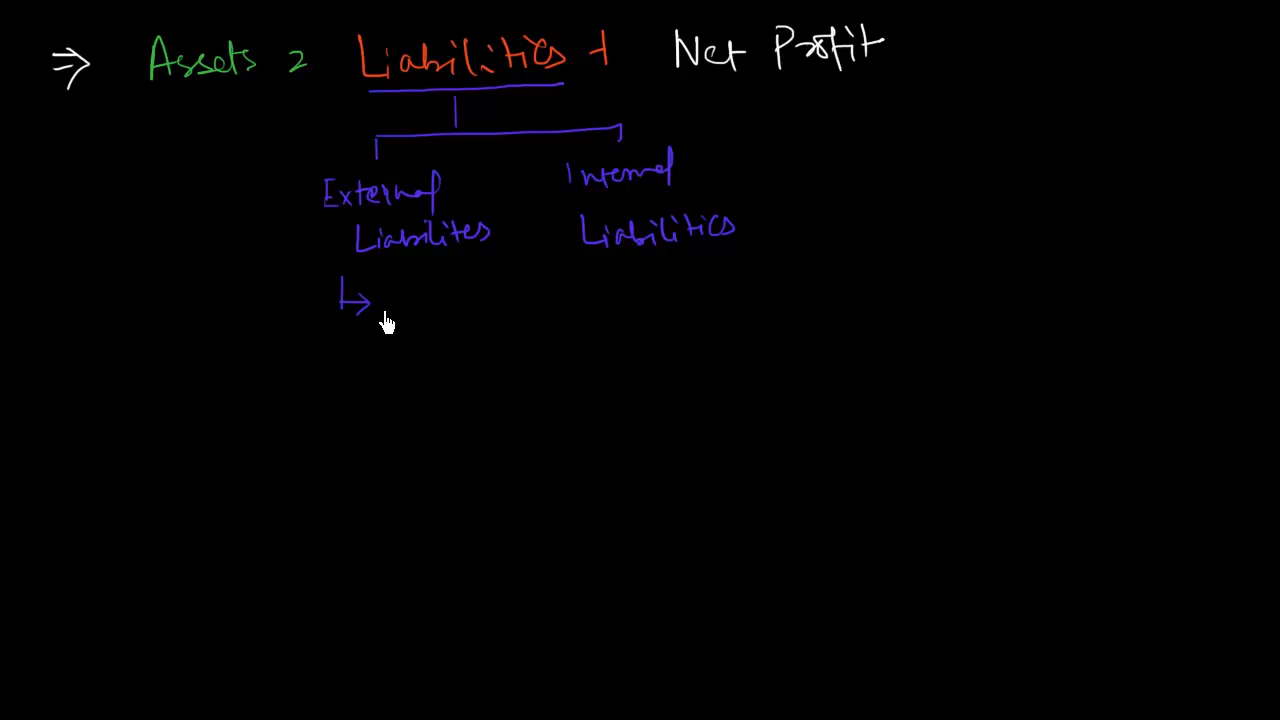 ⇒ Assets = Liabilities + Net Profit
External Internal
Liabilites Liabilities
↳